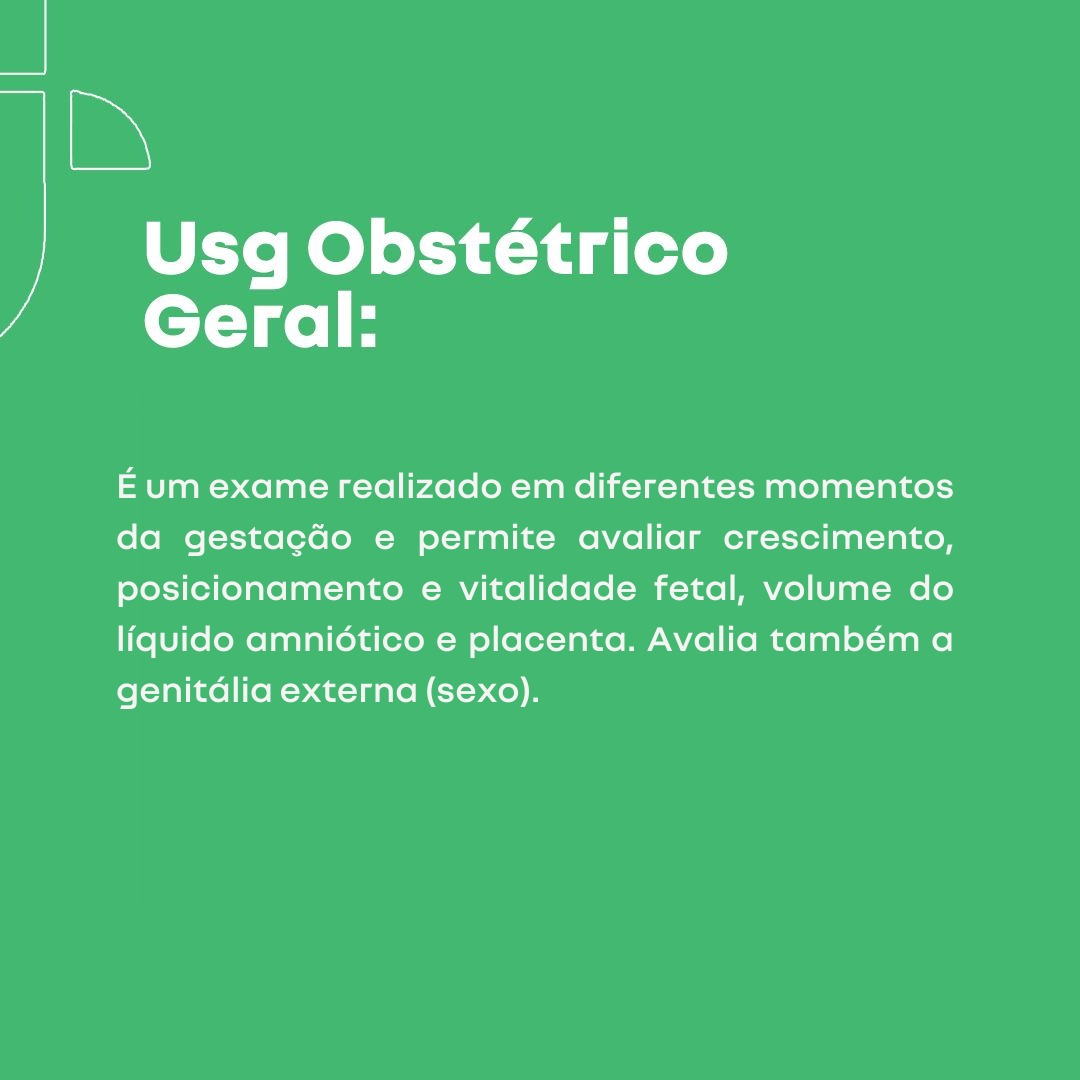 Usg Obstétrico
Geral:
É um exame realizado em diferentes momentos
da gestação e permite avaliar crescimento,
posicionamento e vitalidade fetal, volume do
líquido amniótico e placenta. Avalia também a
genitália externa (sexo).